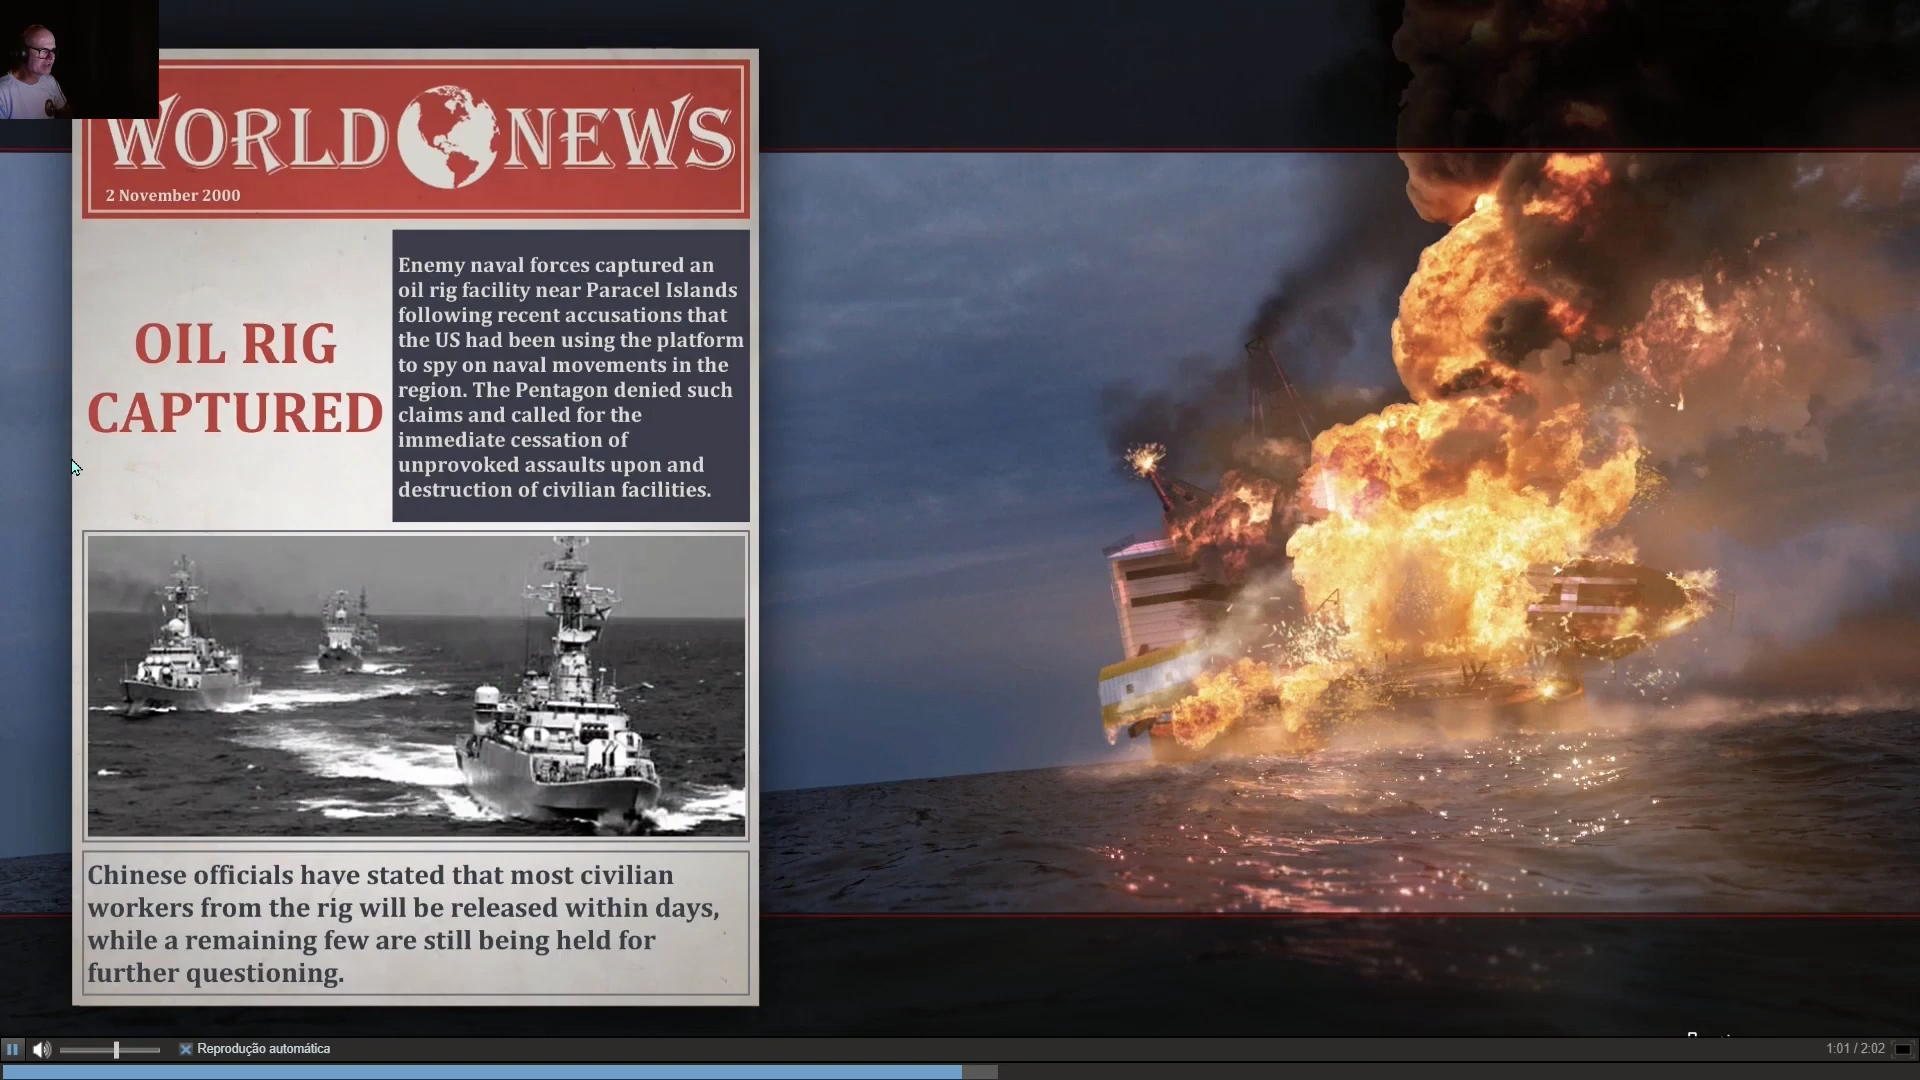 WORLD NEWS
2 November 2000
OIL RIG
CAPTURED
Enemy naval forces captured an
oil rig facility near Paracel Islands
following recent accusations that
the US had been using the platform
to spy on naval movements in the
region. The Pentagon denied such
claims and called for the
immediate cessation of
unprovoked assaults upon and
destruction of civilian facilities.
Chinese officials have stated that most civilian
workers from the rig will be released within days,
while a remaining few are still being held for
further questioning.
Reprodução automática
1:01 / 2:02